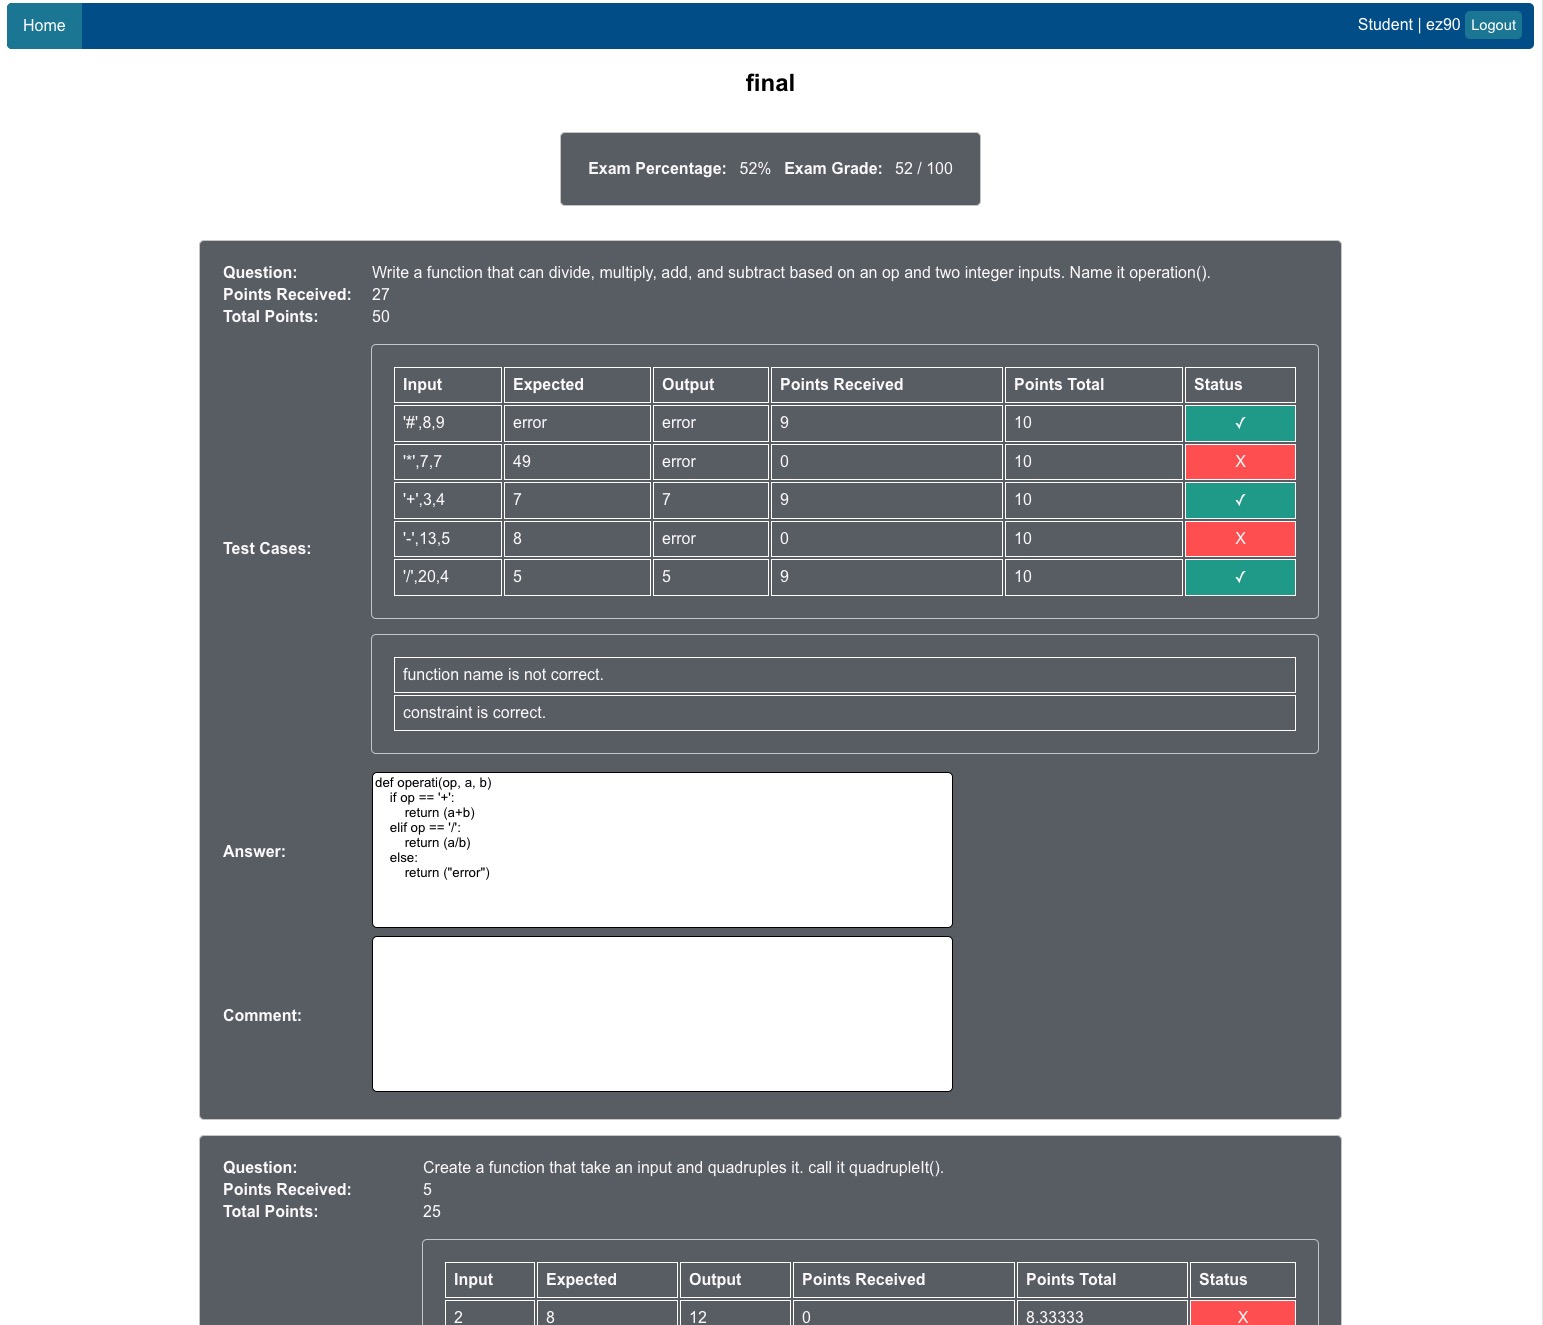 Home
Student | ez90 Logout
final
Exam Percentage: 52% Exam Grade: 52 / 100
Question: Write a function that can divide, multiply, add, and subtract based on an op and two integer inputs. Name it operation().
Points Received: 27
Total Points: 50
Test Cases:
Input Expected Output Points Received Points Total Status
'#',8,9 error error 9 10 ✓
'*',7,7 49 error 0 10 X
'+',3,4 7 7 9 10 ✓
'-',13,5 8 error 0 10 X
'/',20,4 5 5 9 10 ✓
function name is not correct.
constraint is correct.
Answer:
def operati(op, a, b)
    if op == '+':
        return (a+b)
    elif op == '/':
        return (a/b)
    else:
        return ("error")
Comment:
Question: Create a function that take an input and quadruples it. call it quadrupleIt().
Points Received: 5
Total Points: 25
Input Expected Output Points Received Points Total Status
2 8 12 0 8.33333 X